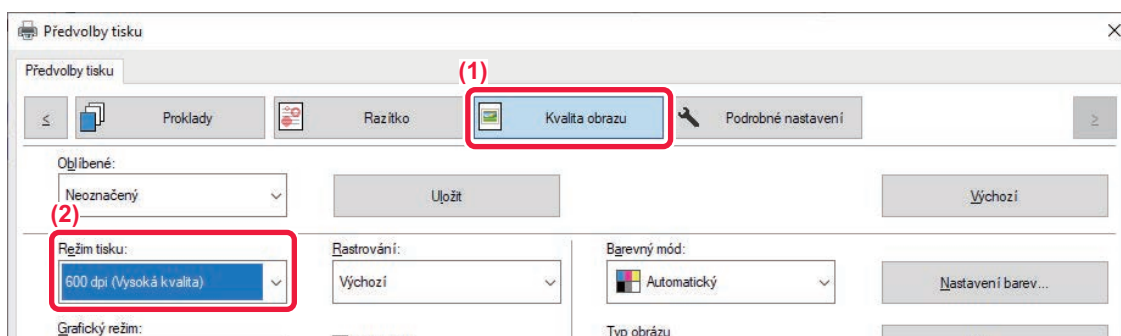 Předvolby tisku
Předvolby tisku
(1)
< Proklady Razítko Kvalita obrazu Podrobné nastavení >
Oblíbené:
Neoznačený Uložit Výchozí
(2)
Režim tisku: Rastrování: Barevný mód:
600 dpi (Vysoká kvalita) Výchozí Automatický Nastavení barev...
Grafický režim: Typ obrázu